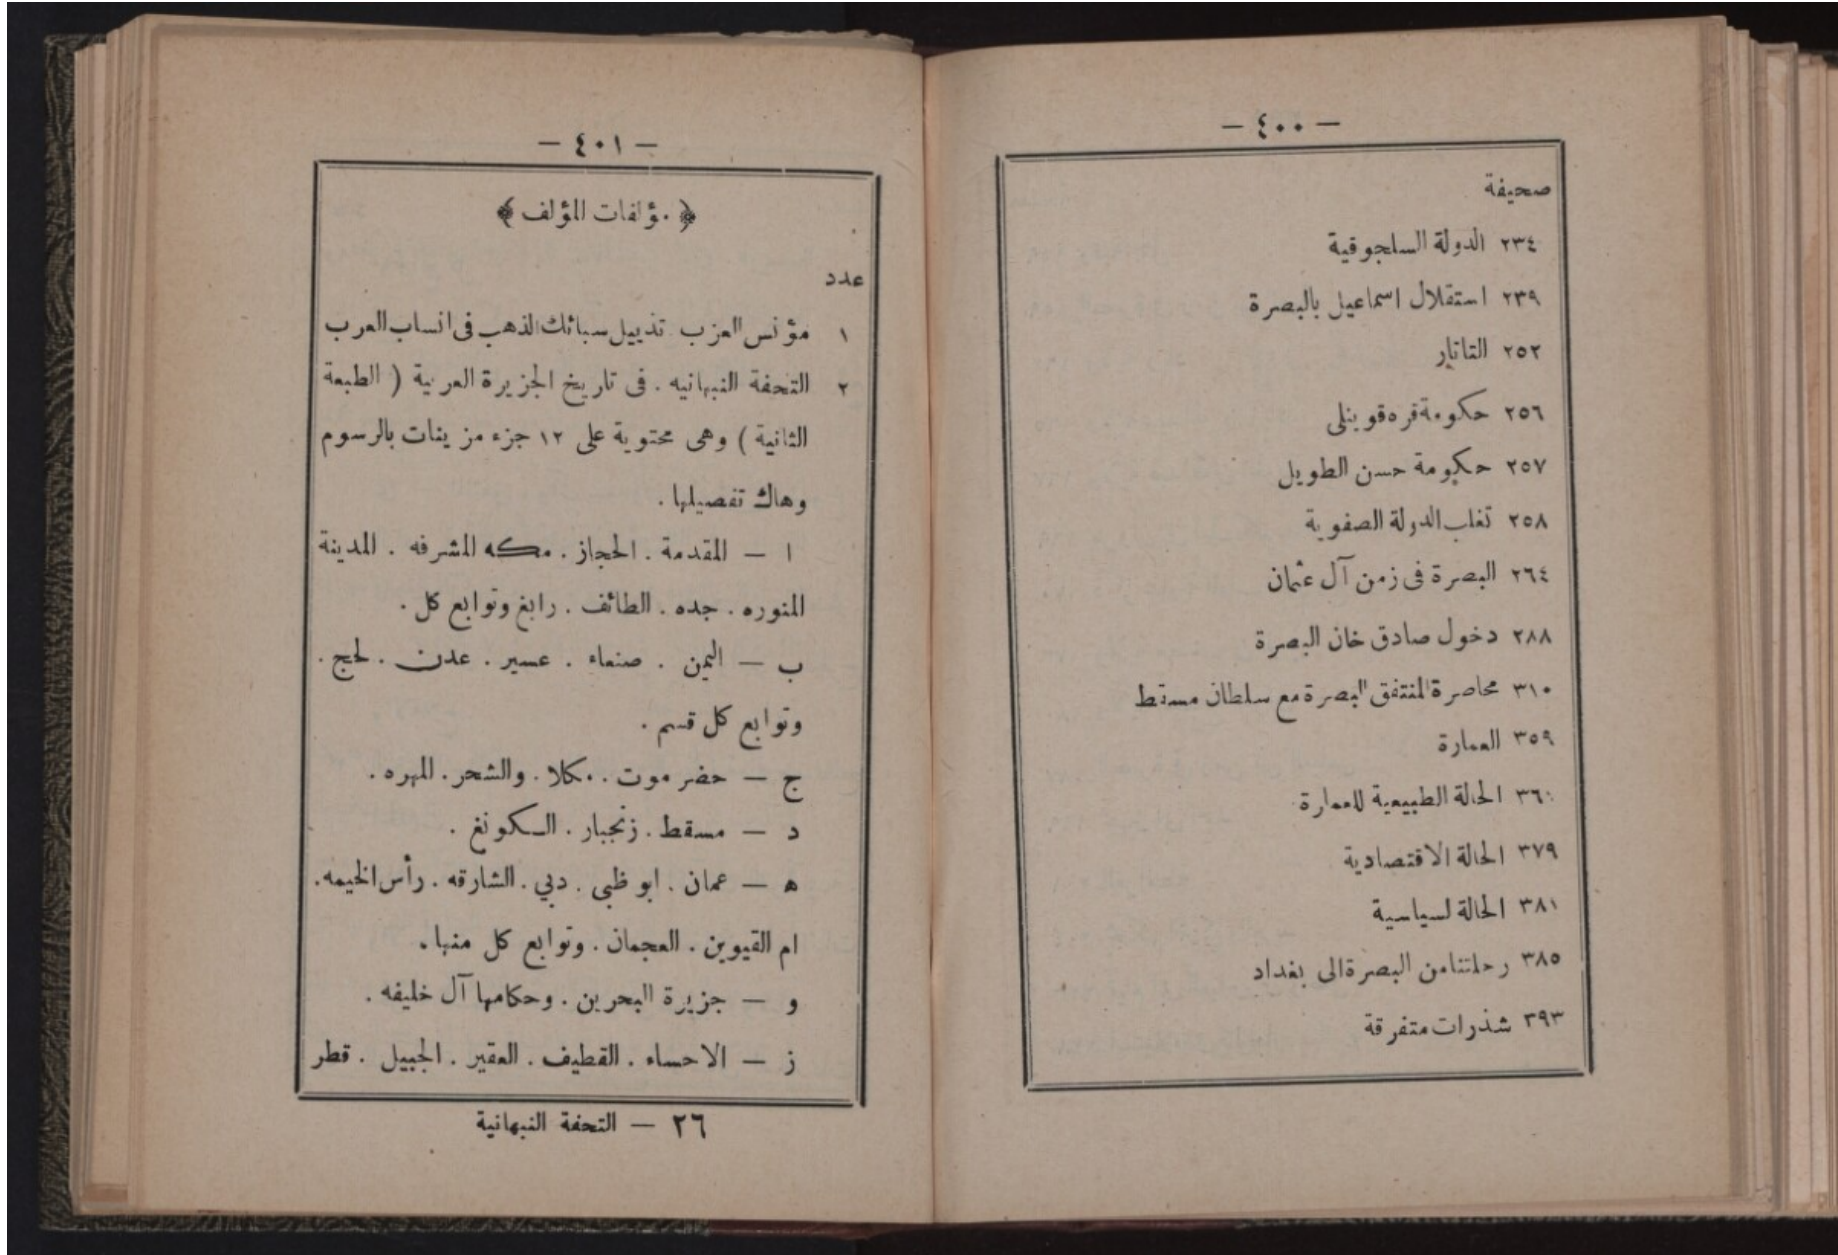 — ٤٠٠ —
صحيفة
٢٣٤ الدولة السلجوقية
٢٣٩ استقلال اسماعيل بالبصرة
٢٥٢ التاتار
٢٥٦ حكومة قره قوينلى
٢٥٧ حكومة حسن الطويل
٢٥٨ تغلب الدولة الصفوية
٢٦٤ البصرة فى زمن آل عثمان
٢٨٨ دخول صادق خان البصرة
٣١٠ محاصرة المنتفق البصرة مع سلطان مسقط
٣٥٩ العمارة
٣٦٠ الحالة الطبيعية للعمارة
٣٧٩ الحالة الاقتصادية
٣٨١ الحالة لسياسية
٣٨٥ رحلتنا من البصرة الى بغداد
٣٩٣ شذرات متفرقة
— ٤٠١ —
﴿ مؤلفات المؤلف ﴾
عدد
١ مؤنس العزب . تذييل سبائك الذهب فى انساب العرب
٢ التحفة النبهانيه . فى تاريخ الجزيرة العربية ( الطبعة
الثانية ) وهى محتوية على ١٢ جزء مزينات بالرسوم
وهاك تفصيلها .
ا — المقدمة . الحجاز . مكه المشرفه . المدينة
المنوره . جده . الطائف . رابغ وتوابع كل .
ب — اليمن . صنعاء . عسير . عدن . لحج .
وتوابع كل قسم .
ج — حضر موت . مكلا . والشحر . المهره .
د — مسقط . زنجبار . السكونغ .
ه — عمان . ابو ظبى . دبي . الشارقه . رأس الخيمه .
ام القيوين . العجمان . وتوابع كل منها .
و — جزيرة البحرين . وحكامها آل خليفه .
ز — الاحساء . القطيف . العقير . الجبيل . قطر
٢٦ — التحفة النبهانية